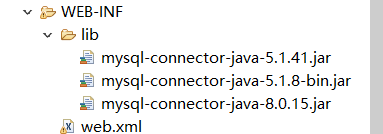 WEB-INF
lib
mysql-connector-java-5.1.41.jar
mysql-connector-java-5.1.8-bin.jar
mysql-connector-java-8.0.15.jar
web.xml